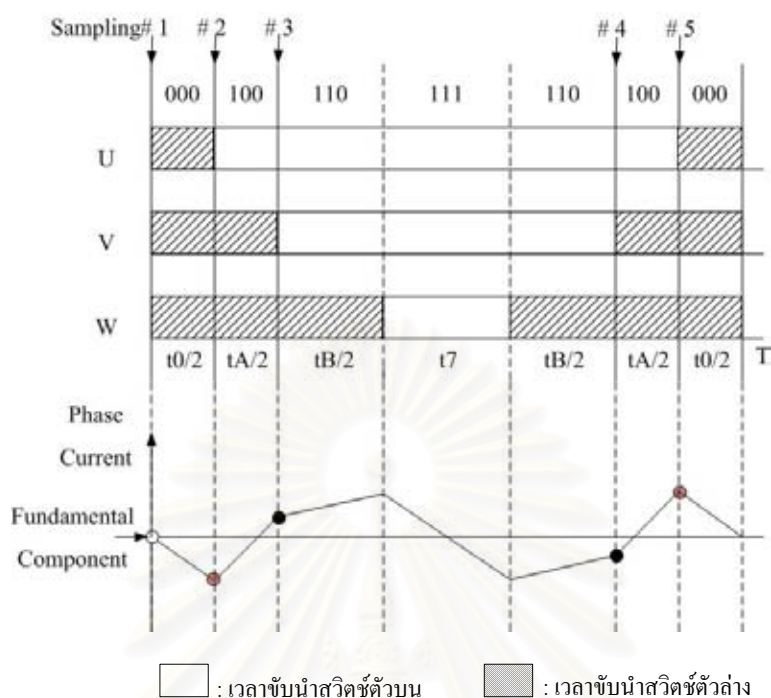 Sampling# 1 # 2 # 3 # 4 # 5
000 100 110 111 110 100 000
U
V
W
t0/2 tA/2 tB/2 t7 tB/2 tA/2 t0/2 T
Phase
Current
Fundamental
Component
: เวลาขับนำสวิตช์ตัวบน : เวลาขับนำสวิตช์ตัวล่าง